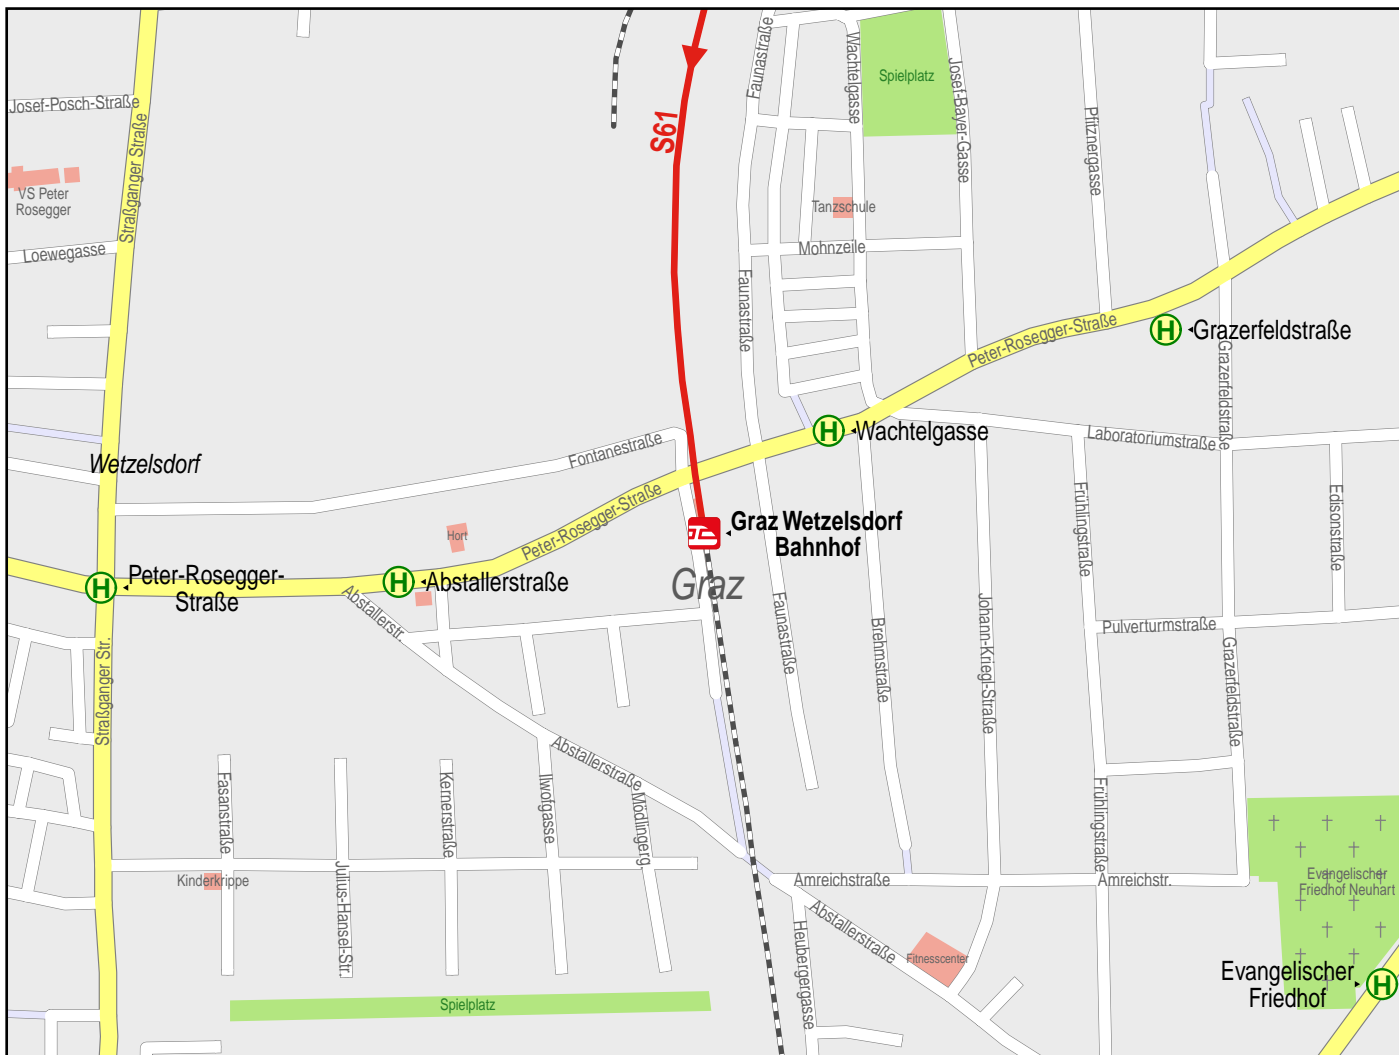 Josef-Posch-Straße
Straßganger Straße
VS Peter
Rosegger
Loewegasse
S61
Faunastraße
Wachtelgasse
Spielplatz
Josef-Bayer-Gasse
Pfitznergasse
Tanzschule
Mohnzeile
Faunastraße
Peter-Rosegger-Straße
H
Grazerfeldstraße
Grazerfeldstraße
H
Wachtelgasse
Laboratoriumstraße
Fontanestraße
Wetzelsdorf
Peter-Rosegger-Straße
Hort
Graz Wetzelsdorf
Bahnhof
Graz
Frühlingstraße
Edisonstraße
H
Peter-Rosegger-
Straße
H
Abstallerstraße
Abstallerstr.
Straßganger Str.
Faunastraße
Brehmstraße
Johann-Kriegl-Straße
Pulverturmstraße
Grazerfeldstraße
Abstallerstraße
Fasanstraße
Kernerstraße
Ilwofgasse
Mödlingerg.
Frühlingstraße
Kinderkrippe
Julius-Hansel-Str.
Amreichstraße
Amreichstr.
Evangelischer
Friedhof Neuhart
Abstallerstraße
Heubergergasse
Fitnesscenter
Spielplatz
Evangelischer
Friedhof
H